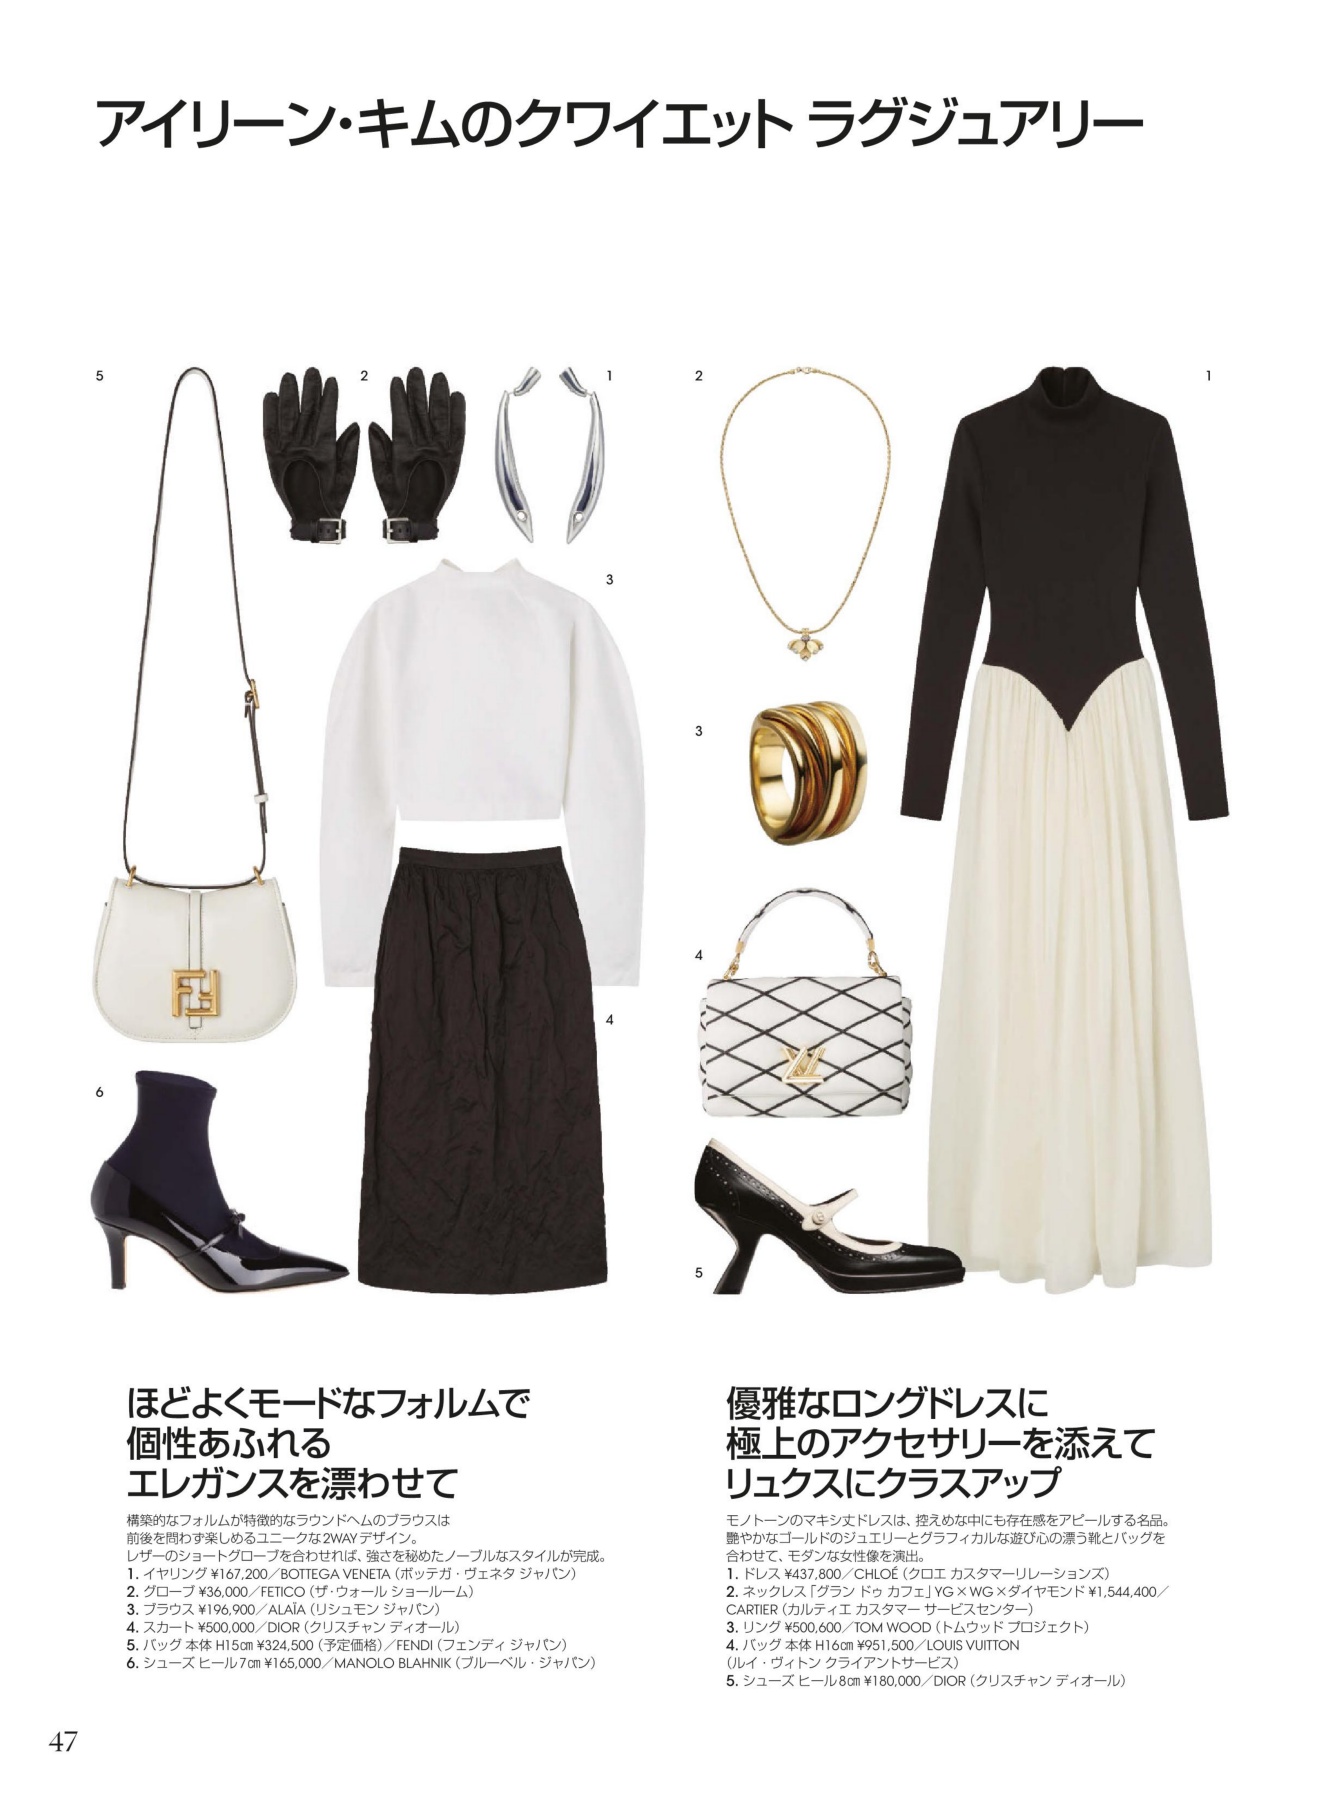 アイリーン・キムのクワイエット ラグジュアリー
5
2
1
3
4
6
2
1
3
4
5
ほどよくモードなフォルムで
個性あふれる
エレガンスを漂わせて
構築的なフォルムが特徴的なラウンドヘムのブラウスは
前後を問わず楽しめるユニークな2WAYデザイン。
レザーのショートグローブを合わせれば、強さを秘めたノーブルなスタイルが完成。
1. イヤリング ¥167,200／BOTTEGA VENETA（ボッテガ・ヴェネタ ジャパン）
2. グローブ ¥36,000／FETICO（ザ・ウォール ショールーム）
3. ブラウス ¥196,900／ALAÏA（リシュモン ジャパン）
4. スカート ¥500,000／DIOR（クリスチャン ディオール）
5. バッグ 本体 H15㎝ ¥324,500（予定価格）／FENDI（フェンディ ジャパン）
6. シューズ ヒール7㎝ ¥165,000／MANOLO BLAHNIK（ブルーベル・ジャパン）
優雅なロングドレスに
極上のアクセサリーを添えて
リュクスにクラスアップ
モノトーンのマキシ丈ドレスは、控えめな中にも存在感をアピールする名品。
艶やかなゴールドのジュエリーとグラフィカルな遊び心の漂う靴とバッグを
合わせて、モダンな女性像を演出。
1. ドレス ¥437,800／CHLOÉ（クロエ カスタマーリレーションズ）
2. ネックレス「グラン ドゥ カフェ」YG×WG×ダイヤモンド ¥1,544,400／
CARTIER（カルティエ カスタマー サービスセンター）
3. リング ¥500,600／TOM WOOD（トムウッド プロジェクト）
4. バッグ 本体 H16㎝ ¥951,500／LOUIS VUITTON
（ルイ・ヴィトン クライアントサービス）
5. シューズ ヒール8㎝ ¥180,000／DIOR（クリスチャン ディオール）
47